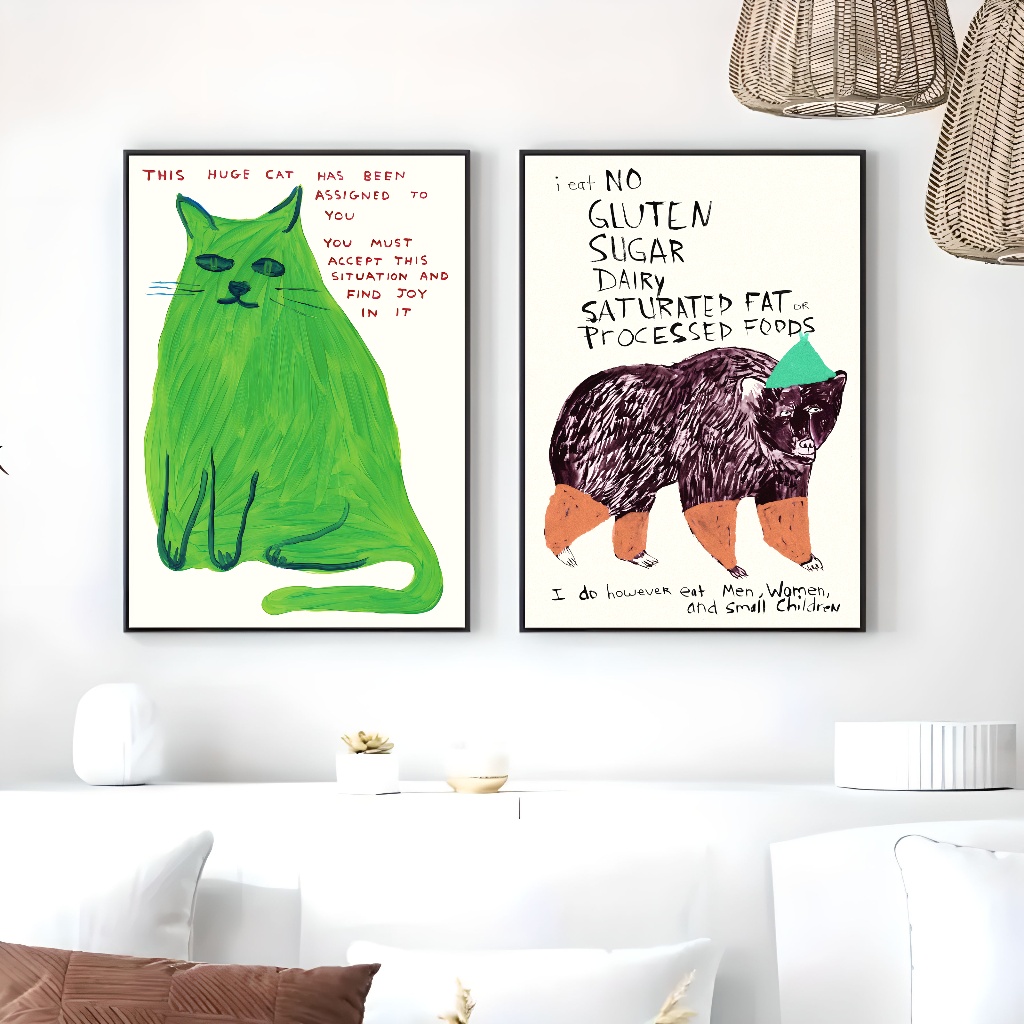 THIS HUGE CAT HAS BEEN
ASSIGNED TO
YOU
YOU MUST
ACCEPT THIS
SITUATION AND
FIND JOY
IN IT
i eat NO
GLUTEN
SUGAR
DAIRy
SATURATED FAT OR
PrOCESSED FOODS
I do however eat Men, Women,
and Small Children